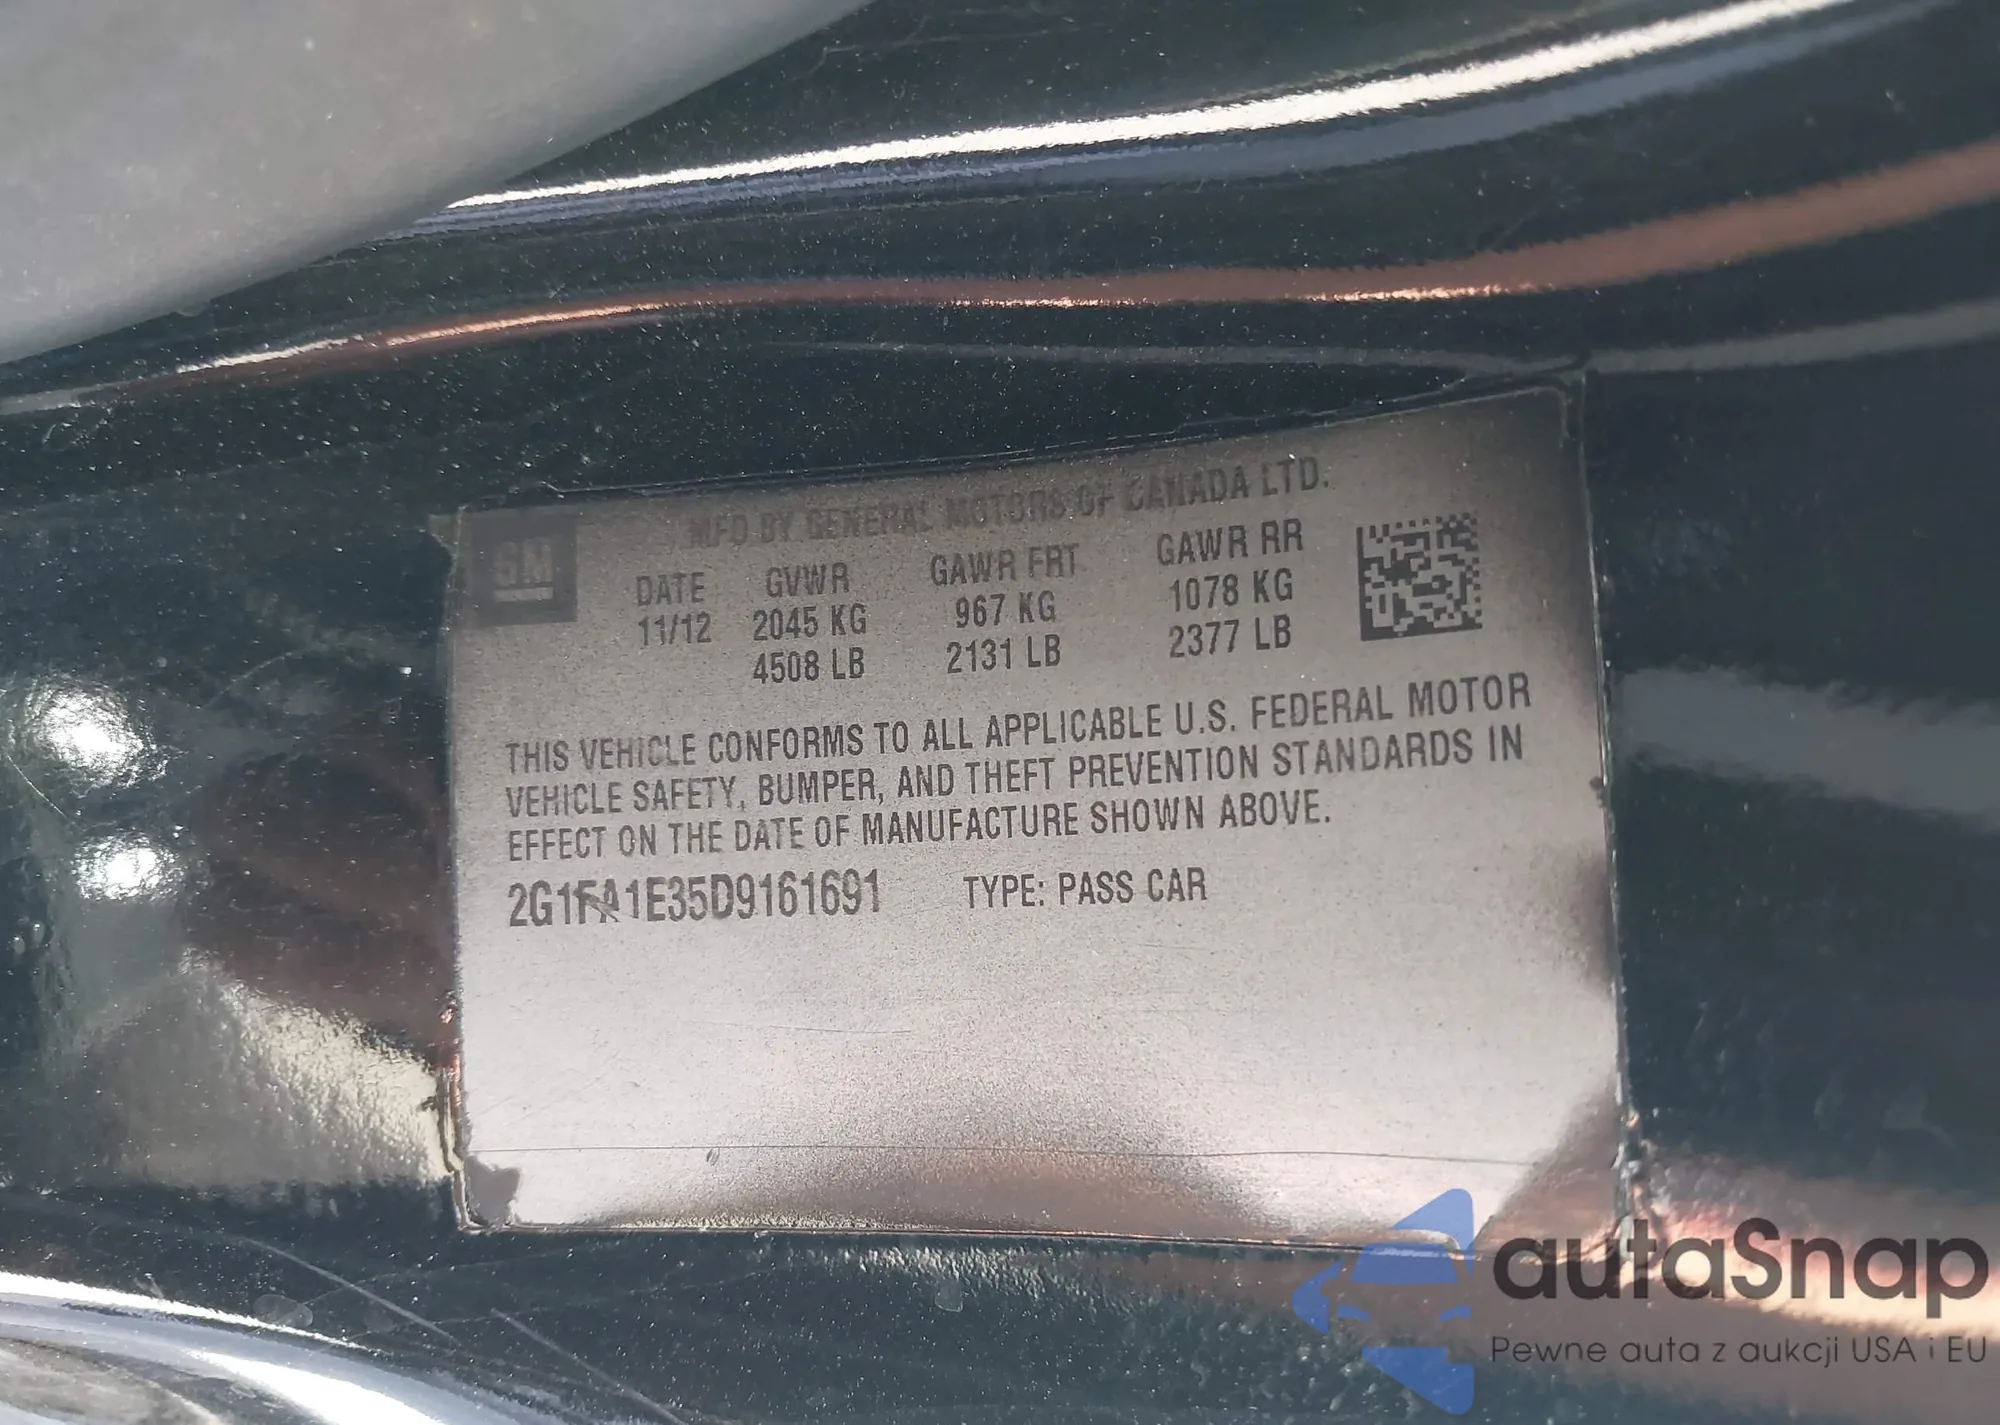 MFD BY GENERAL MOTORS OF CANADA LTD.
GM
DATE GVWR GAWR FRT GAWR RR
11/12 2045 KG 967 KG 1078 KG
4508 LB 2131 LB 2377 LB
THIS VEHICLE CONFORMS TO ALL APPLICABLE U.S. FEDERAL MOTOR
VEHICLE SAFETY, BUMPER, AND THEFT PREVENTION STANDARDS IN
EFFECT ON THE DATE OF MANUFACTURE SHOWN ABOVE.
2G1FA1E35D9161691 TYPE: PASS CAR
autaSnap
Pewne auta z aukcji USA i EU